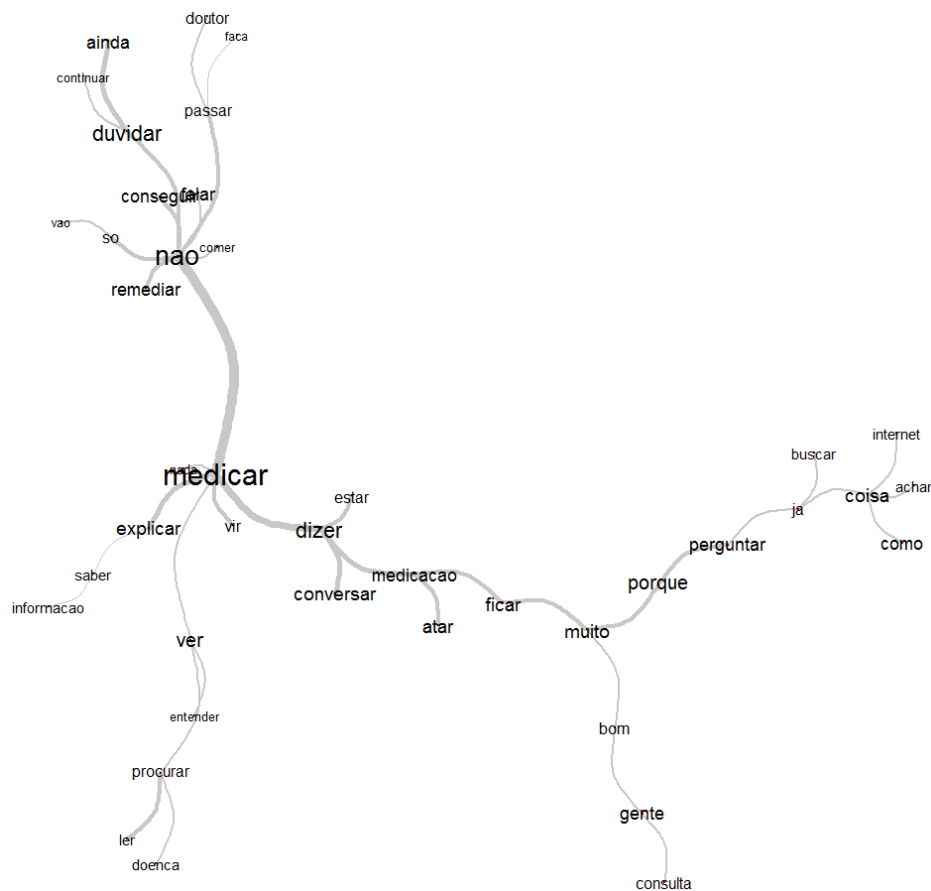 doutor
faca
ainda
continuar
passar
duvidar
conseguir
falar
vao
so
comer
nao
remediar
nada
medicar
explicar
vir
estar
dizer
saber
informacao
conversar
medicacao
atar
ficar
muito
porque
perguntar
ja
buscar
coisa
internet
achar
como
ver
entender
procurar
ler
doenca
bom
gente
consulta